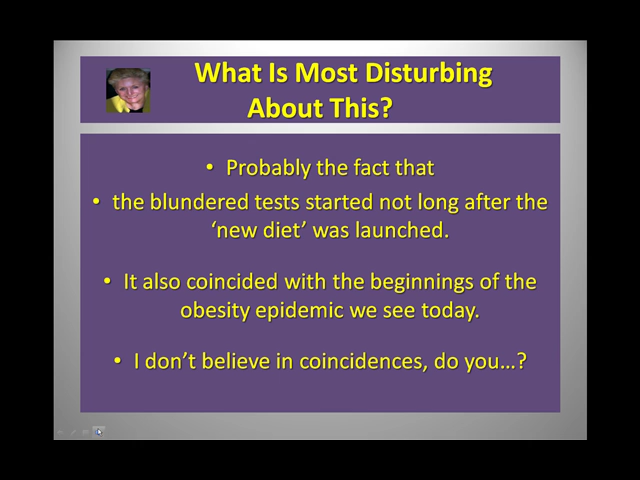 What Is Most Disturbing
About This?
• Probably the fact that
• the blundered tests started not long after the
‘new diet’ was launched.
• It also coincided with the beginnings of the
obesity epidemic we see today.
• I don’t believe in coincidences, do you…?